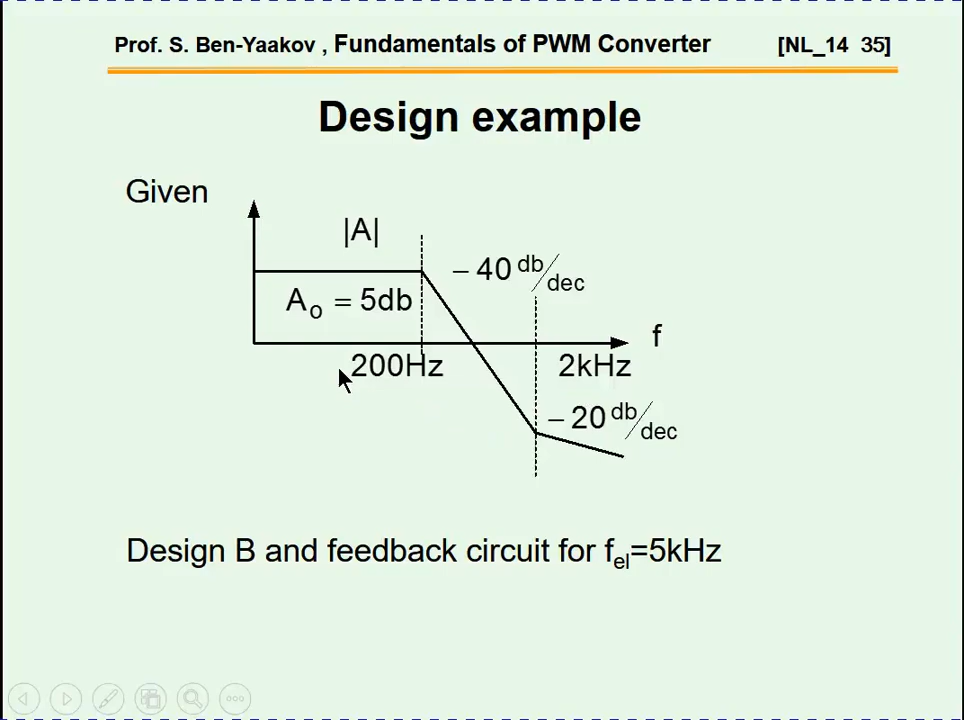 Prof. S. Ben-Yaakov , Fundamentals of PWM Converter [NL_14 35]
Design example
Given
|A|
– 40 db/dec
A₀ = 5db
f
200Hz 2kHz
– 20 db/dec
Design B and feedback circuit for fel=5kHz